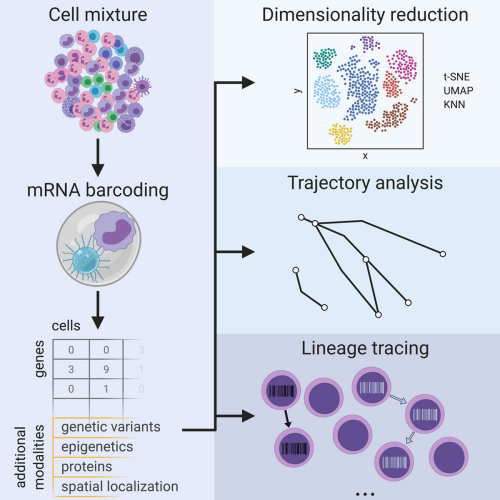 Cell mixture
mRNA barcoding
cells
genes
0 0 3
3 9 1
0 1 0
additional
modalities
genetic variants
epigenetics
proteins
spatial localization
Dimensionality reduction
y
x
t-SNE
UMAP
KNN
Trajectory analysis
Lineage tracing
...